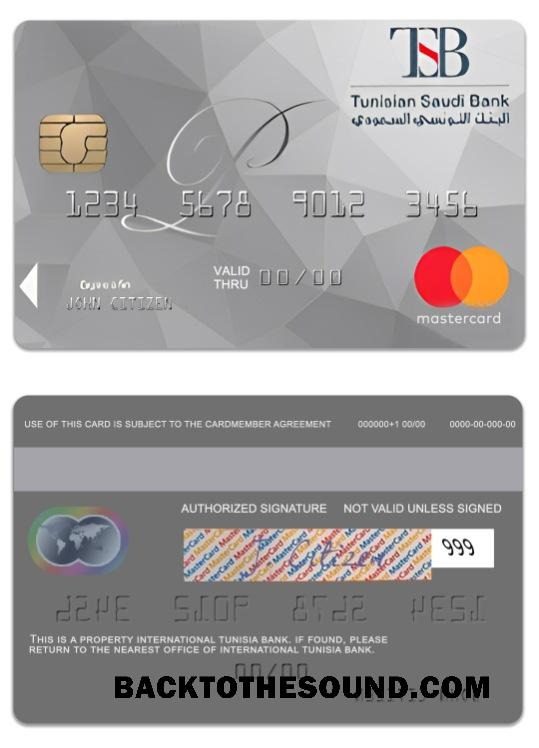 TSB
Tunisian Saudi Bank
البنك التونسي السعودي
1234 5678 9012 3456
VALID THRU 00/00
JOHN CITIZEN
mastercard
USE OF THIS CARD IS SUBJECT TO THE CARDMEMBER AGREEMENT 000000+1 00/00 0000-00-000-00
AUTHORIZED SIGNATURE NOT VALID UNLESS SIGNED
999
THIS IS A PROPERTY INTERNATIONAL TUNISIA BANK. IF FOUND, PLEASE
RETURN TO THE NEAREST OFFICE OF INTERNATIONAL TUNISIA BANK.
00/00
BACKTOTHESOUND.COM